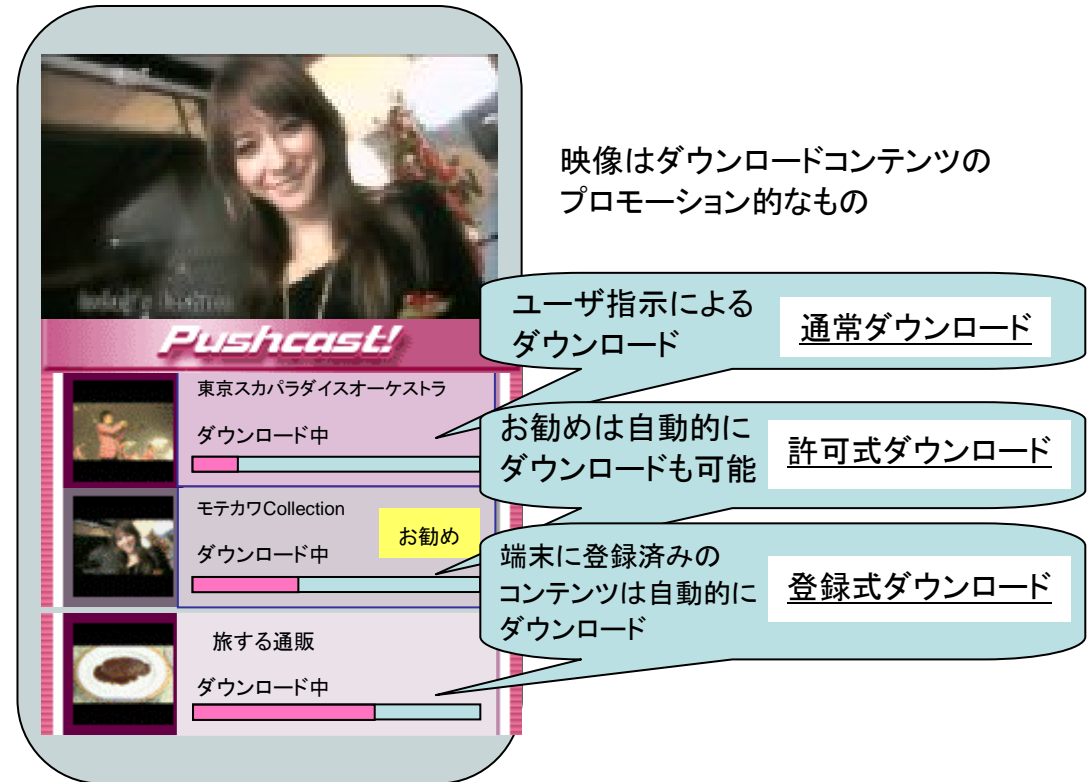 映像はダウンロードコンテンツの
プロモーション的なもの
Pushcast!
ユーザ指示による
ダウンロード
通常ダウンロード
東京スカパラダイスオーケストラ
ダウンロード中
お勧めは自動的に
ダウンロードも可能
許可式ダウンロード
モテカワCollection
お勧め
ダウンロード中
端末に登録済みの
コンテンツは自動的に
ダウンロード
登録式ダウンロード
旅する通販
ダウンロード中